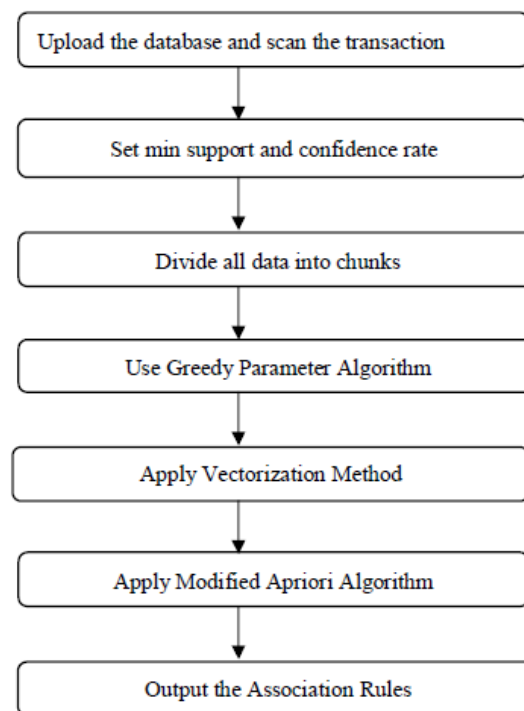 Upload the database and scan the transaction
Set min support and confidence rate
Divide all data into chunks
Use Greedy Parameter Algorithm
Apply Vectorization Method
Apply Modified Apriori Algorithm
Output the Association Rules